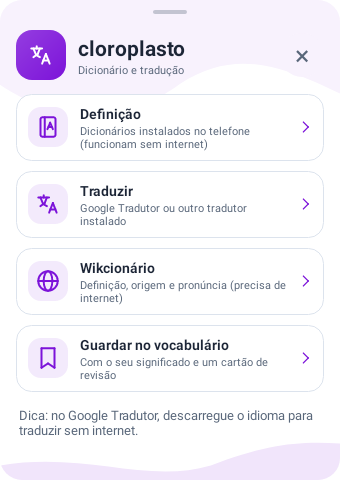 cloroplasto
Dicionário e tradução
Definição
Dicionários instalados no telefone
(funcionam sem internet)
Traduzir
Google Tradutor ou outro tradutor
instalado
Wikcionário
Definição, origem e pronúncia (precisa de
internet)
Guardar no vocabulário
Com o seu significado e um cartão de
revisão
Dica: no Google Tradutor, descarregue o idioma para
traduzir sem internet.